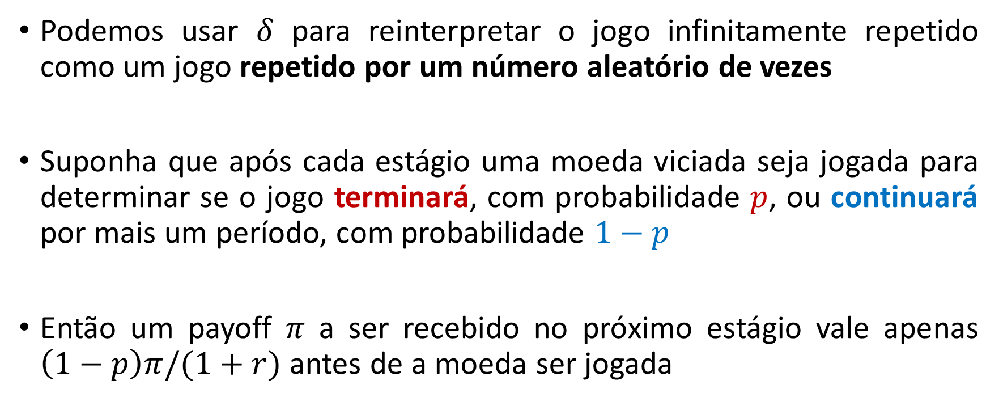 • Podemos usar δ para reinterpretar o jogo infinitamente repetido
como um jogo repetido por um número aleatório de vezes
• Suponha que após cada estágio uma moeda viciada seja jogada para
determinar se o jogo terminará, com probabilidade p, ou continuará
por mais um período, com probabilidade 1 − p
• Então um payoff π a ser recebido no próximo estágio vale apenas
(1 − p)π/(1 + r) antes de a moeda ser jogada